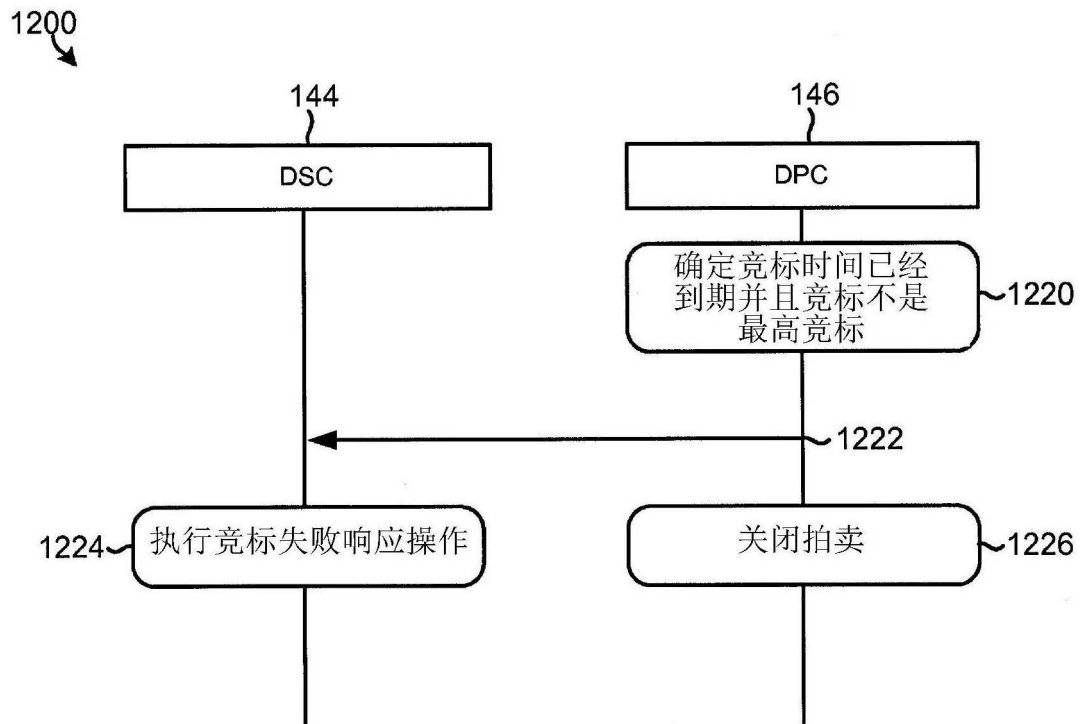 1200
144
146
DSC
DPC
确定竞标时间已经
到期并且竞标不是
最高竞标
1220
1222
1224
执行竞标失败响应操作
关闭拍卖
1226